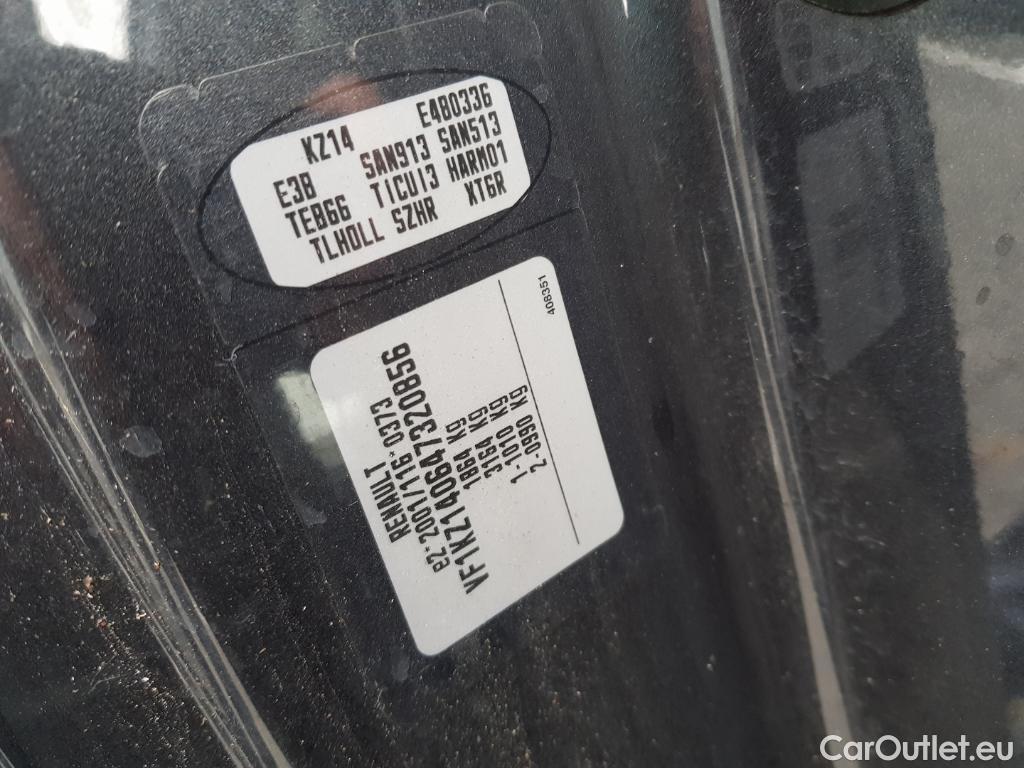 KZ14 E480336
E3B SAN913 SAN513
TEB66 TICUI3 HARM01
TLHOLL SZHR XT6R
408351
RENAULT
e2*2001/116*0373
VF1KZ140647320856
1864 KG
3164 KG
1-1010 KG
2-0990 KG
CarOutlet.eu